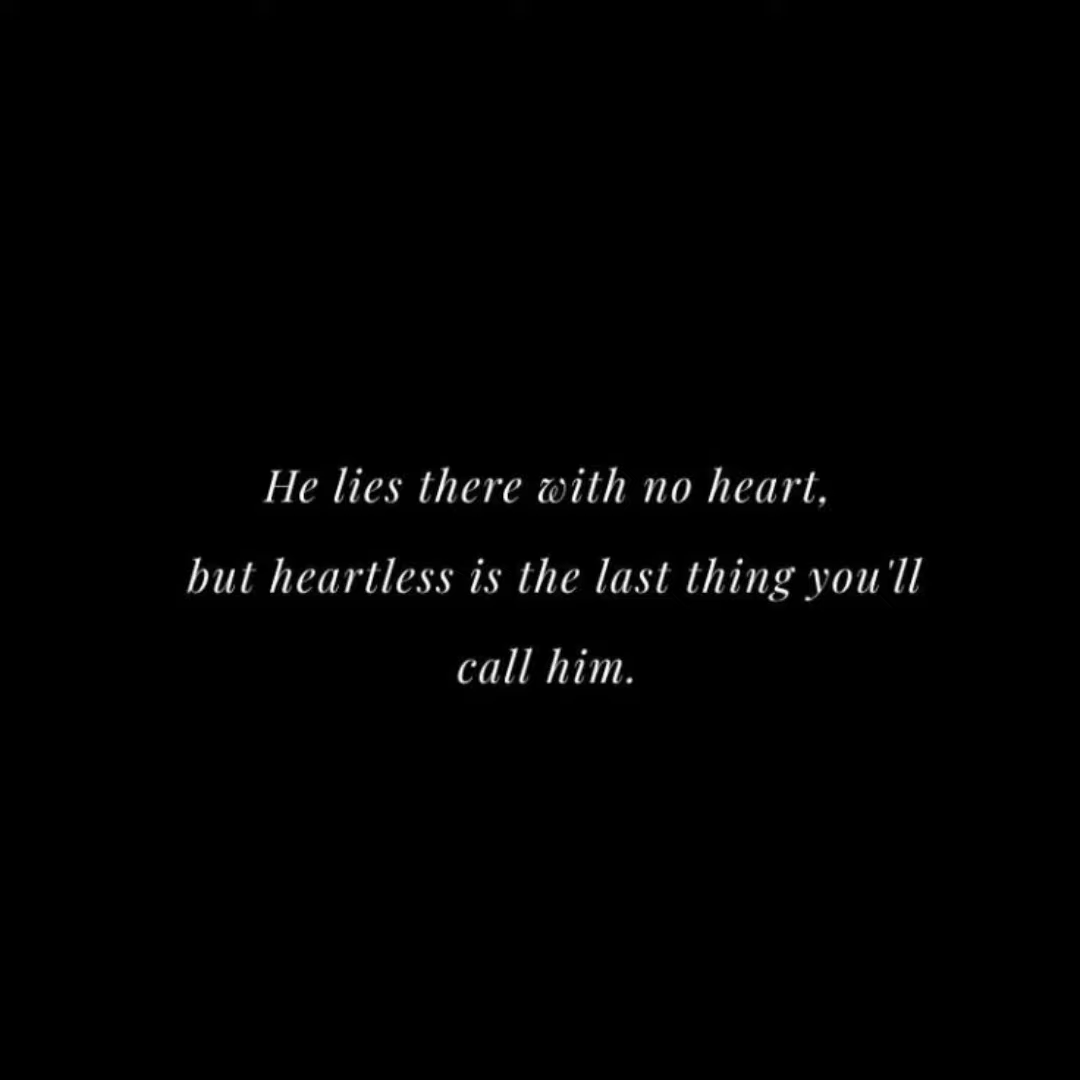 He lies there with no heart,
but heartless is the last thing you'll
call him.